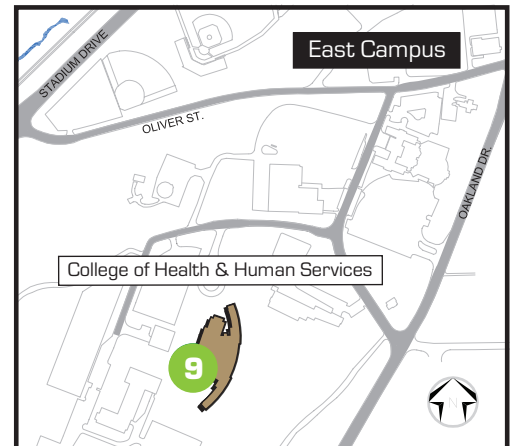 East Campus
STADIUM DRIVE
OLIVER ST.
OAKLAND DR.
College of Health & Human Services
9
N